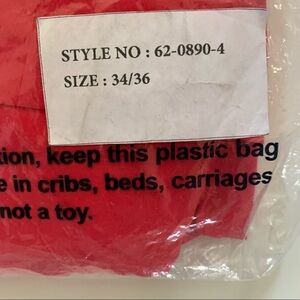 STYLE NO : 62-0890-4
SIZE : 34/36
tion, keep this plastic bag
e in cribs, beds, carriages
not a toy.